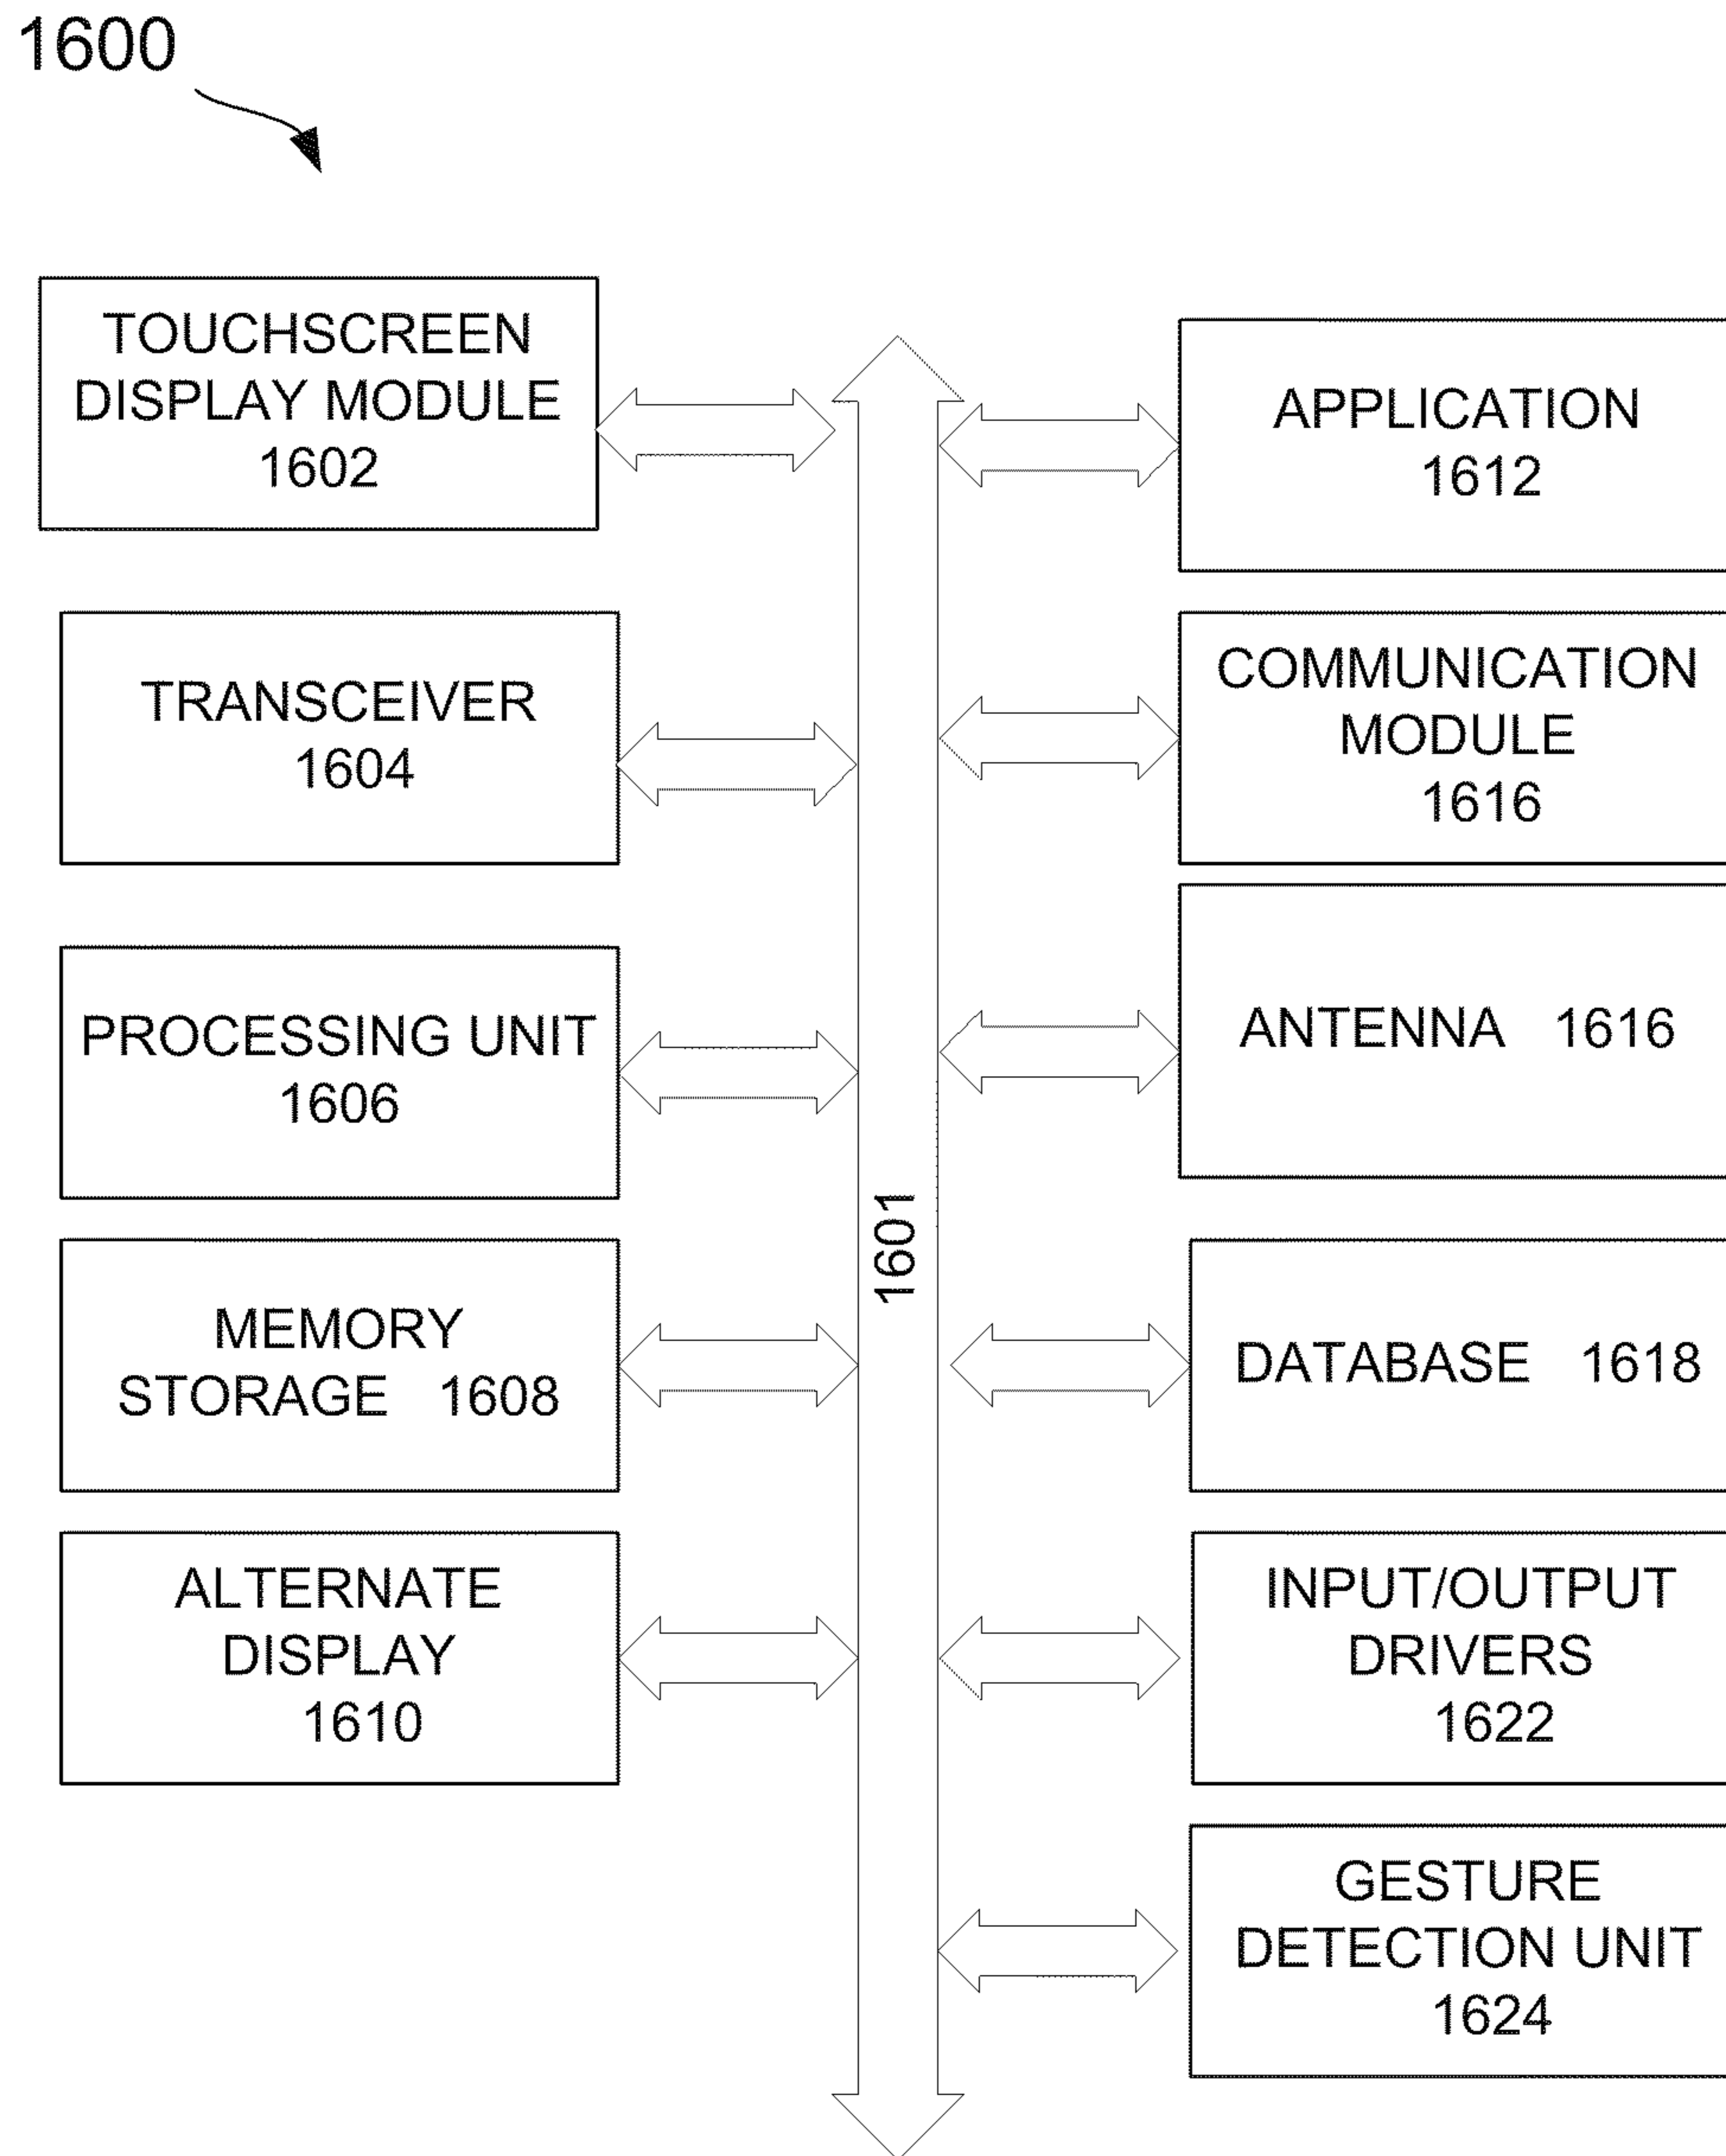 1600
TOUCHSCREEN
DISPLAY MODULE
1602
TRANSCEIVER
1604
PROCESSING UNIT
1606
MEMORY
STORAGE 1608
ALTERNATE
DISPLAY
1610
1601
APPLICATION
1612
COMMUNICATION
MODULE
1616
ANTENNA 1616
DATABASE 1618
INPUT/OUTPUT
DRIVERS
1622
GESTURE
DETECTION UNIT
1624